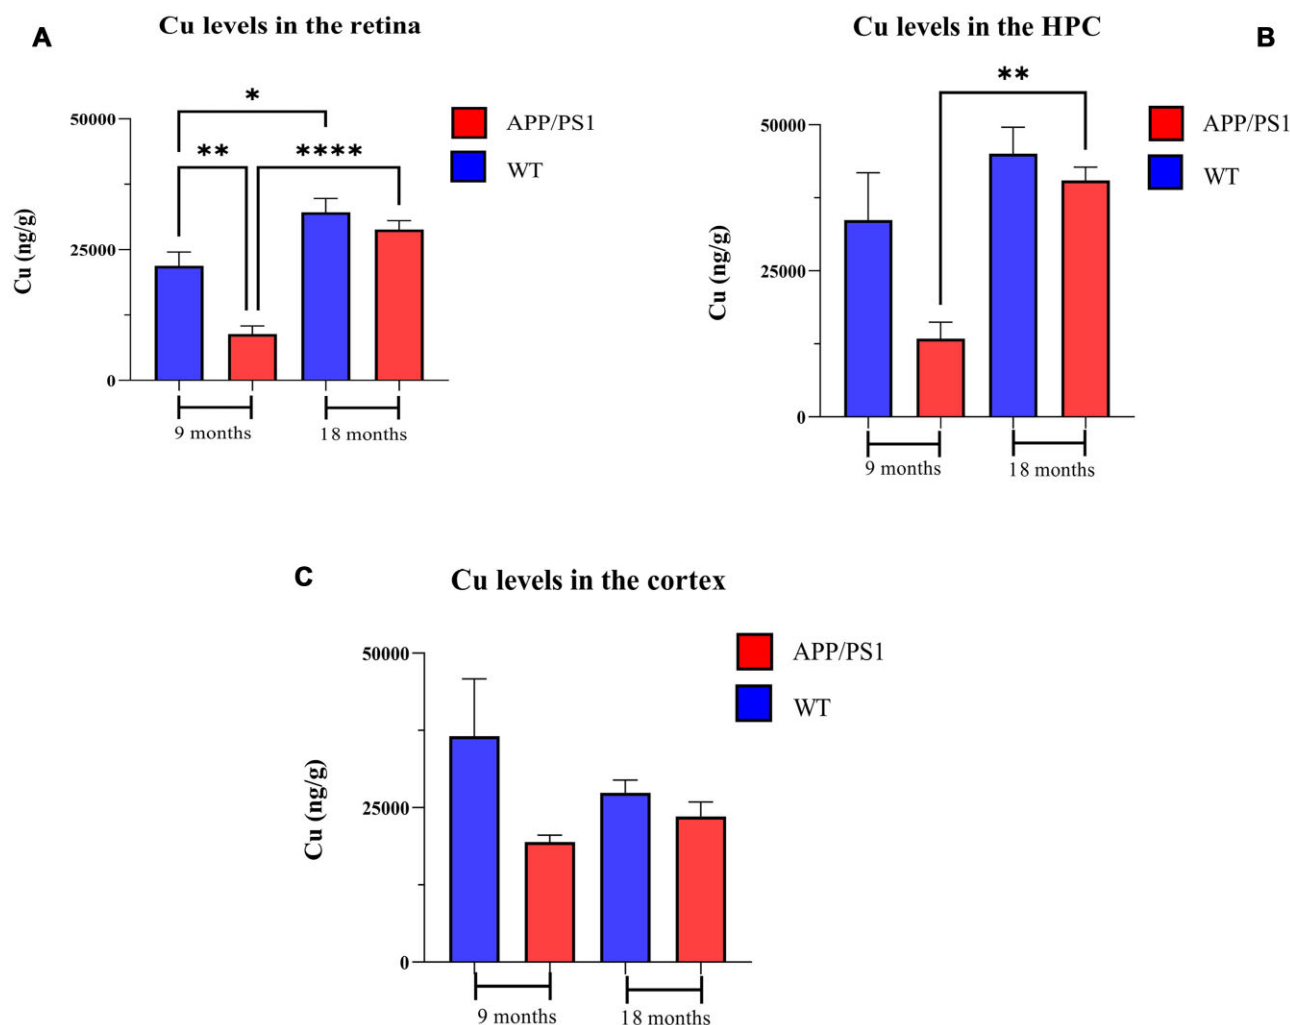 A
Cu levels in the retina
50000
25000
0
Cu (ng/g)
*
**
****
APP/PS1
WT
9 months
18 months
Cu levels in the HPC
B
50000
25000
0
Cu (ng/g)
**
APP/PS1
WT
9 months
18 months
C
Cu levels in the cortex
50000
25000
0
Cu (ng/g)
APP/PS1
WT
9 months
18 months